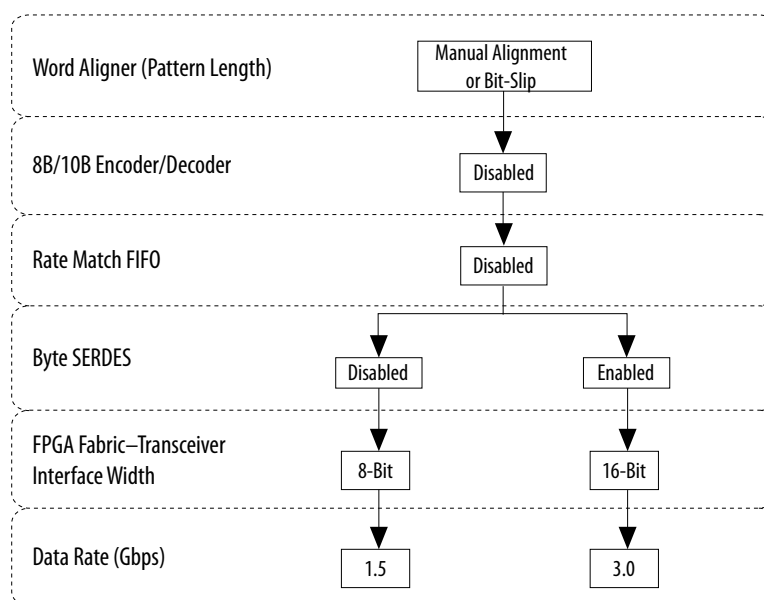 Word Aligner (Pattern Length)
Manual Alignment
or Bit-Slip
8B/10B Encoder/Decoder
Disabled
Rate Match FIFO
Disabled
Byte SERDES
Disabled
Enabled
FPGA Fabric–Transceiver
Interface Width
8-Bit
16-Bit
Data Rate (Gbps)
1.5
3.0